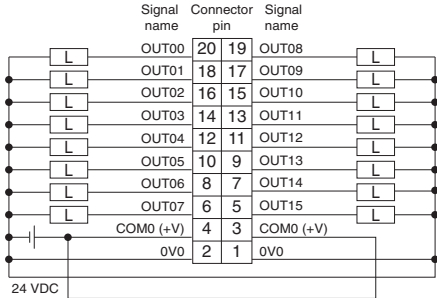 Signal name Connector pin Signal name
OUT00 20 19 OUT08
L OUT01 18 17 OUT09 L
L OUT02 16 15 OUT10 L
L OUT03 14 13 OUT11 L
L OUT04 12 11 OUT12 L
L OUT05 10 9 OUT13 L
L OUT06 8 7 OUT14 L
L OUT07 6 5 OUT15 L
L COM0 (+V) 4 3 COM0 (+V) L
0V0 2 1 0V0
24 VDC